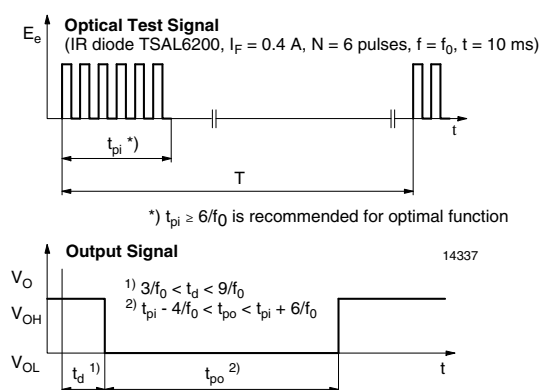 Optical Test Signal
Eₑ
(IR diode TSAL6200, I_F = 0.4 A, N = 6 pulses, f = f₀, t = 10 ms)
t
t_pi *)
T
*) t_pi ≥ 6/f₀ is recommended for optimal function
Output Signal
14337
V_O
V_OH
V_OL
1) 3/f₀ < t_d < 9/f₀
2) t_pi - 4/f₀ < t_po < t_pi + 6/f₀
t_d 1)
t_po 2)
t